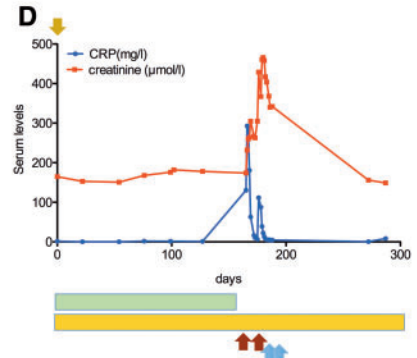 D
500
CRP(mg/l)
creatinine (µmol/l)
400
300
200
100
0
Serum levels
0 100 200 300
days